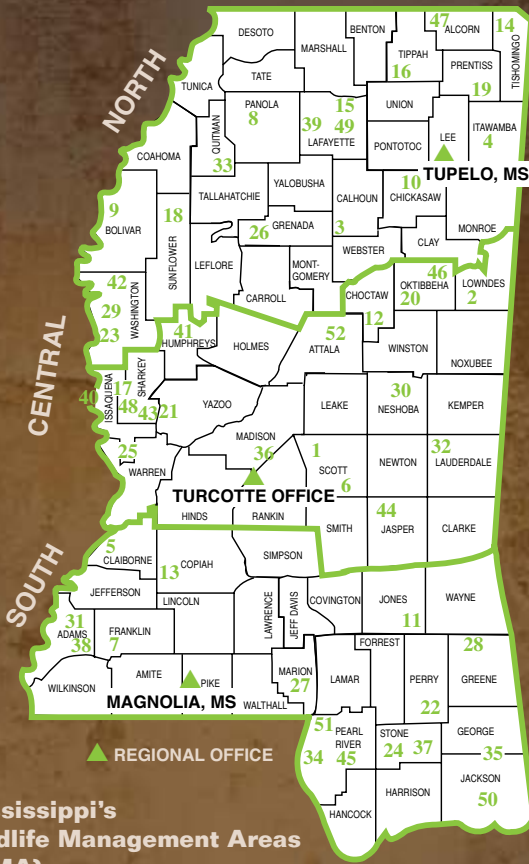 DESOTO
BENTON
47
ALCORN
14
MARSHALL
TIPPAH
16
PRENTISS
19
TISHOMINGO
NORTH
TUNICA
TATE
PANOLA
8
15
39
49
LAFAYETTE
UNION
PONTOTOC
LEE
ITAWAMBA
4
QUITMAN
33
COAHOMA
TUPELO, MS
TALLAHATCHIE
YALOBUSHA
CALHOUN
3
10
CHICKASAW
9
BOLIVAR
18
SUNFLOWER
26
GRENADA
MONROE
CLAY
WEBSTER
LEFLORE
MONT-
GOMERY
CARROLL
42
29
23
WASHINGTON
CHOCTAW
12
46
OKTIBBEHA
20
LOWNDES
2
41
HUMPHREYS
HOLMES
52
ATTALA
WINSTON
NOXUBEE
CENTRAL
40
ISSAQUENA
17
48
SHARKEY
43
21
YAZOO
LEAKE
30
NESHOBA
KEMPER
25
WARREN
MADISON
36
1
SCOTT
6
NEWTON
32
LAUDERDALE
TURCOTTE OFFICE
HINDS
RANKIN
SMITH
44
JASPER
CLARKE
SOUTH
5
CLAIBORNE
13
COPIAH
SIMPSON
JEFFERSON
LINCOLN
LAWRENCE
JEFF DAVIS
COVINGTON
JONES
11
WAYNE
31
ADAMS
38
FRANKLIN
7
FORREST
28
GREENE
WILKINSON
AMITE
PIKE
MARION
27
LAMAR
PERRY
22
MAGNOLIA, MS
WALTHALL
51
34
PEARL
RIVER
45
STONE
24
37
GEORGE
35
REGIONAL OFFICE
HANCOCK
HARRISON
JACKSON
50
sissippi's
dlife Management Areas